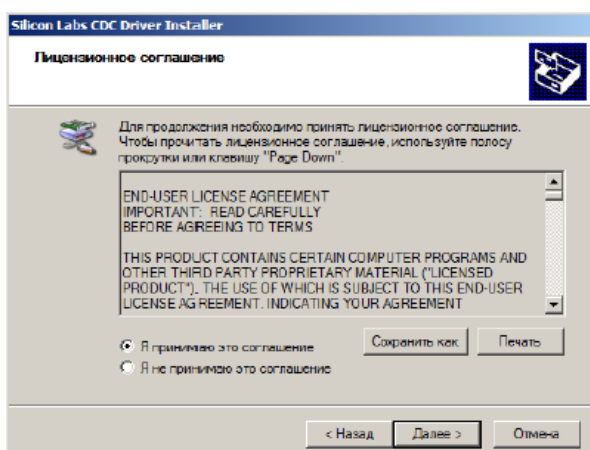 Silicon Labs CDC Driver Installer
Лицензионное соглашение
Для продолжения необходимо принять лицензионное соглашение.
Чтобы прочитать лицензионное соглашение, используйте полосу
прокрутки или клавишу "Page Down".
END-USER LICENSE AGREEMENT
IMPORTANT: READ CAREFULLY
BEFORE AGREEING TO TERMS
THIS PRODUCT CONTAINS CERTAIN COMPUTER PROGRAMS AND
OTHER THIRD PARTY PROPRIETARY MATERIAL ("LICENSED
PRODUCT"), THE USE OF WHICH IS SUBJECT TO THIS END-USER
LICENSE AGREEMENT. INDICATING YOUR AGREEMENT
Я принимаю это соглашение
Сохранить как
Печать
Я не принимаю это соглашение
< Назад
Далее >
Отмена